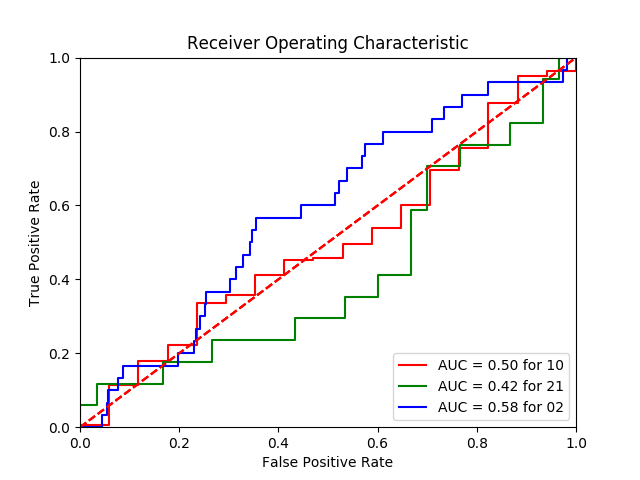 Receiver Operating Characteristic
1.0
0.8
0.6
0.4
0.2
0.0
True Positive Rate
AUC = 0.50 for 10
AUC = 0.42 for 21
AUC = 0.58 for 02
0.0 0.2 0.4 0.6 0.8 1.0
False Positive Rate